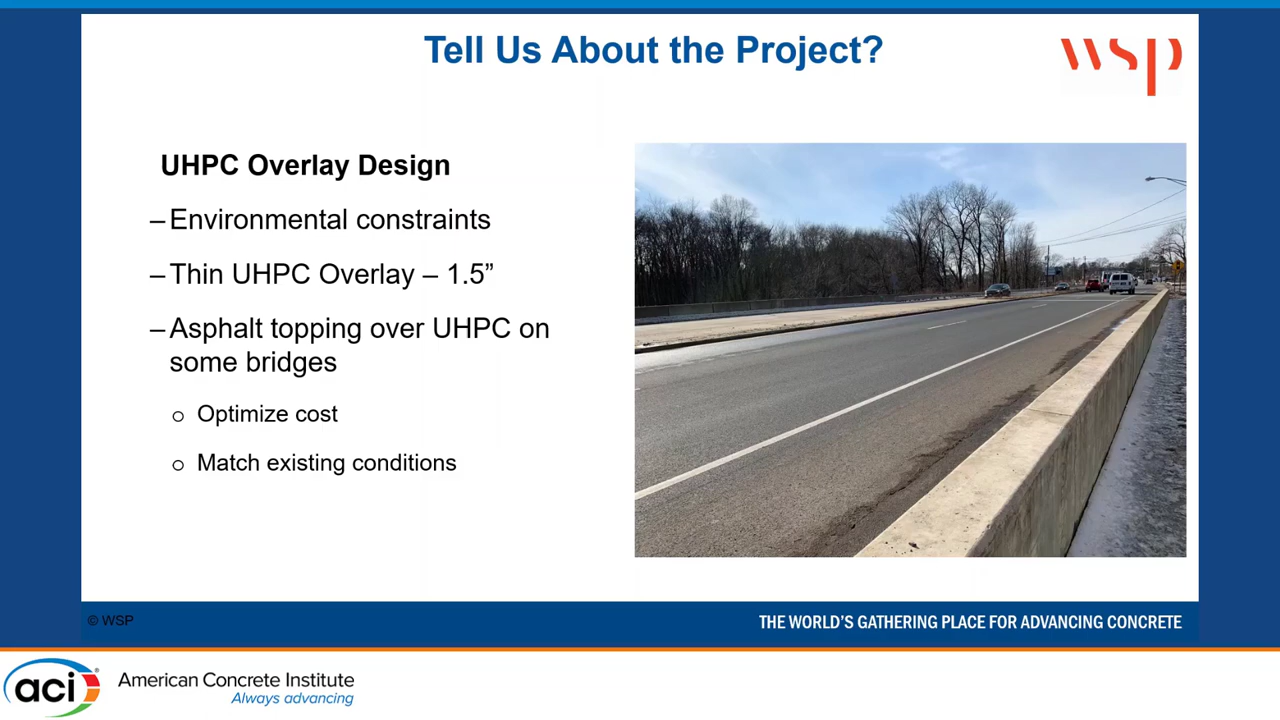 Tell Us About the Project?
wsp
UHPC Overlay Design
– Environmental constraints
– Thin UHPC Overlay – 1.5”
– Asphalt topping over UHPC on
some bridges
o Optimize cost
o Match existing conditions
© WSP
THE WORLD'S GATHERING PLACE FOR ADVANCING CONCRETE
aci®
American Concrete Institute
Always advancing